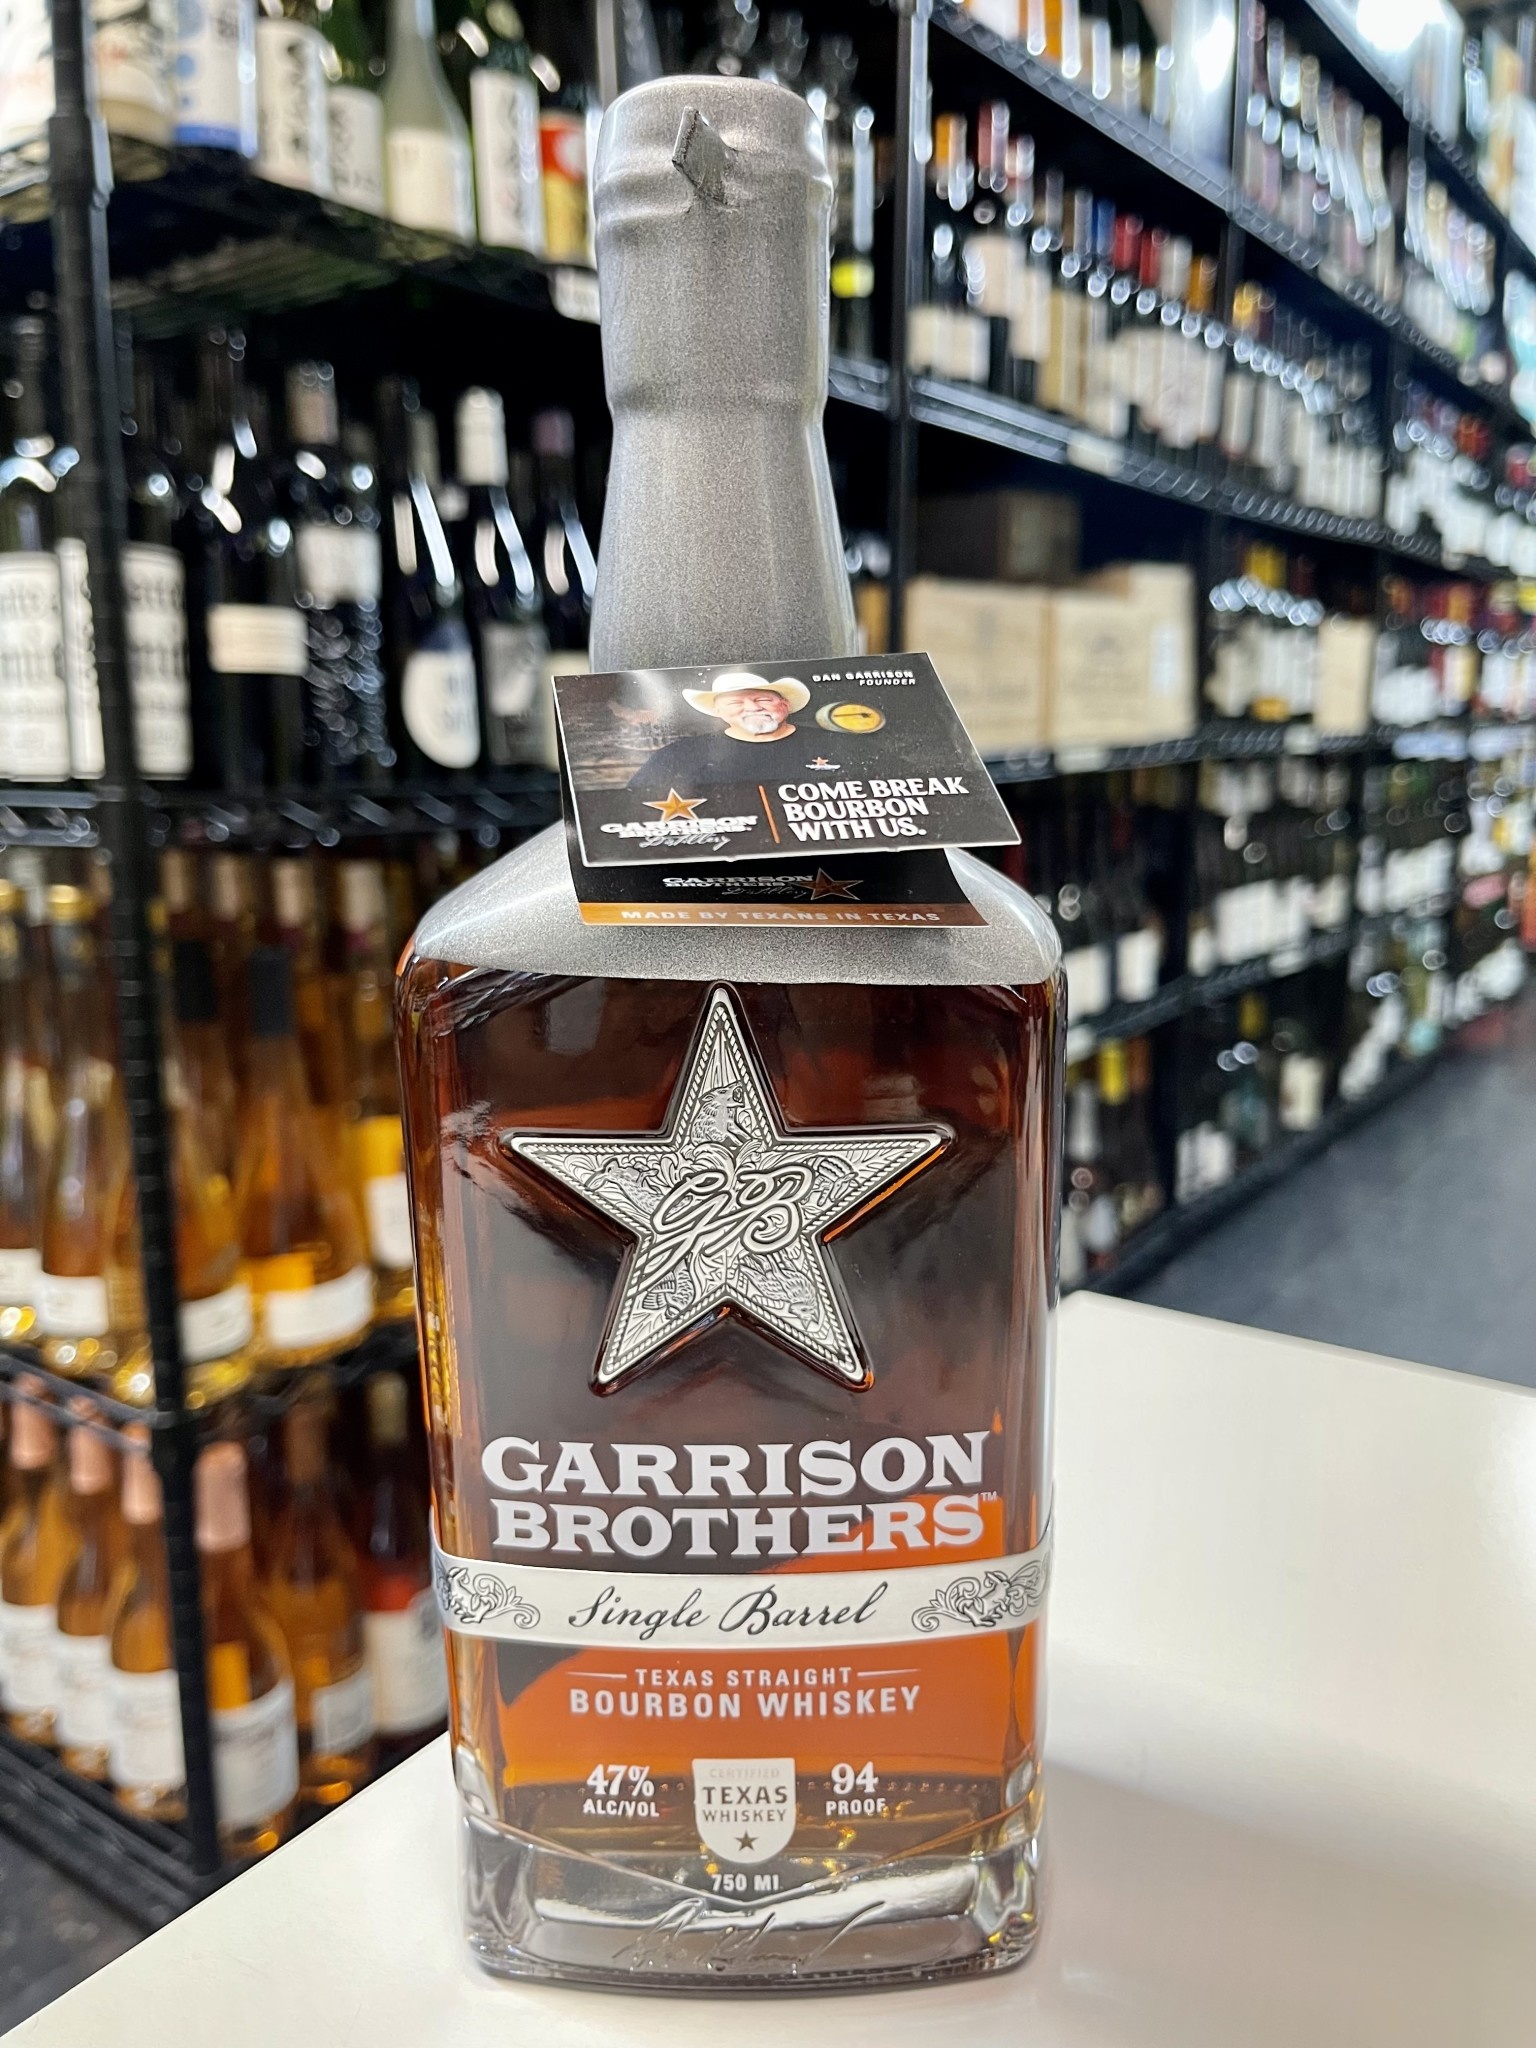 DAN GARRISON
FOUNDER
GARRISON
BROTHERS
Distillery
COME BREAK
BOURBON
WITH US.
GARRISON
BROTHERS
Distillery
MADE BY TEXANS IN TEXAS
GB
GARRISON
BROTHERS™
Single Barrel
TEXAS STRAIGHT
BOURBON WHISKEY
47%
ALC/VOL
CERTIFIED
TEXAS
WHISKEY
94
PROOF
750 ML